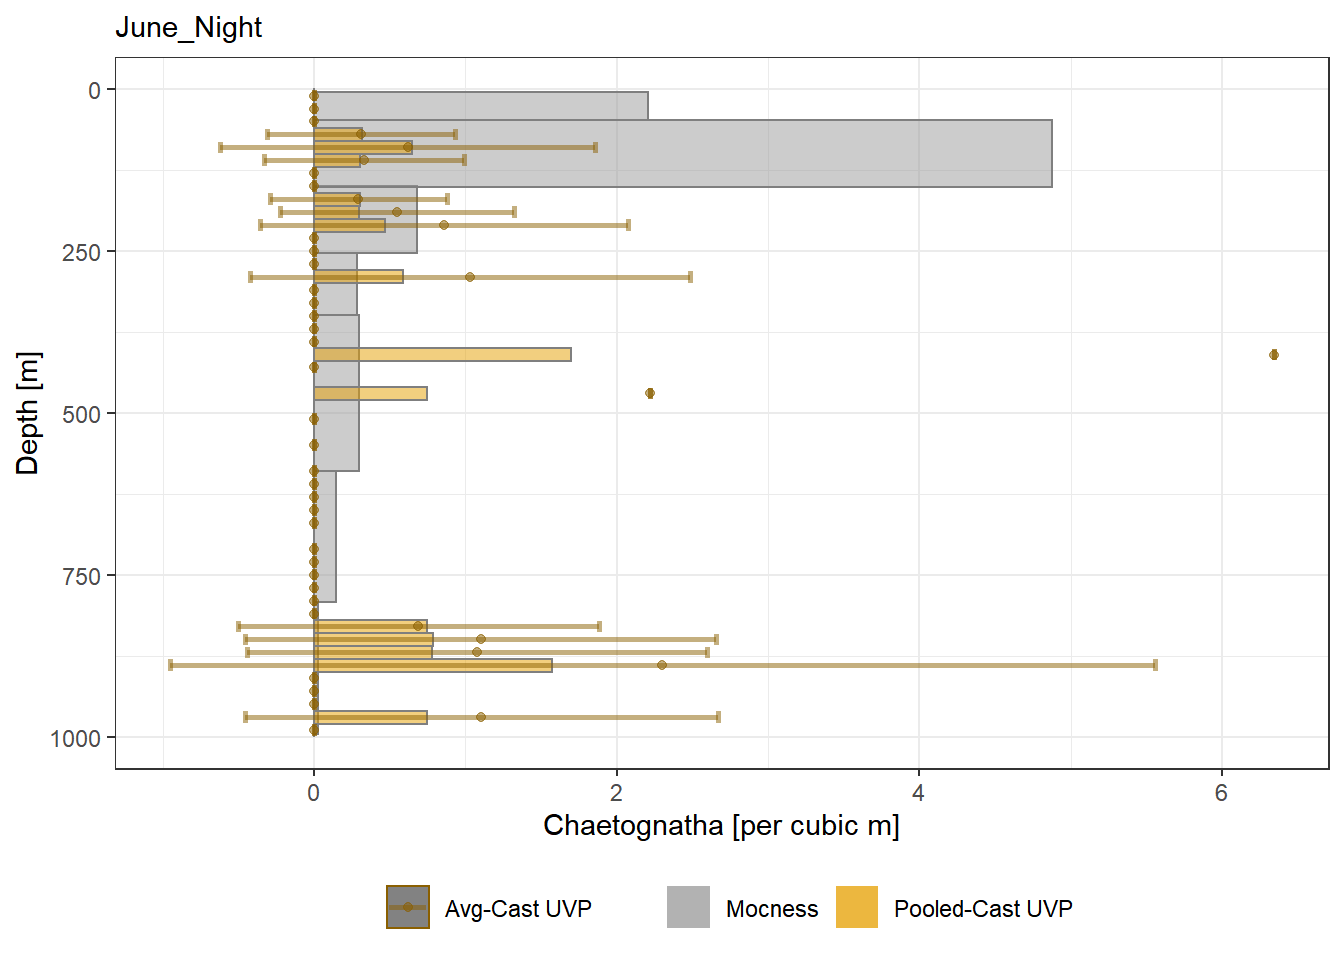 June_Night
0
250
500
750
1000
Depth [m]
0 2 4 6
Chaetognatha [per cubic m]
Avg-Cast UVP Mocness Pooled-Cast UVP